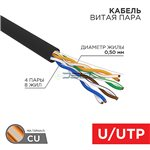 КАБЕЛЬ
ВИТАЯ ПАРА
ДИАМЕТР ЖИЛЫ
0,50 мм
4 ПАРЫ
8 ЖИЛ
МАТЕРИАЛ
CU
U/UTP